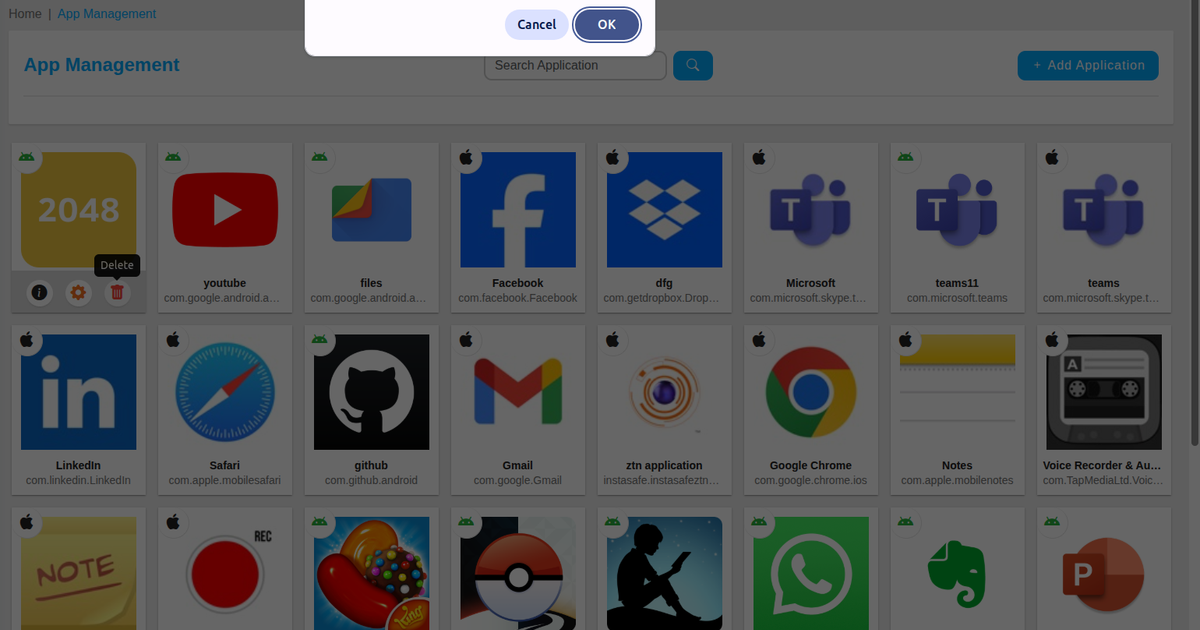 Home | App Management
Cancel OK
App Management
Search Application
+ Add Application
2048
Delete
youtube
com.google.android.a...
files
com.google.android.a...
Facebook
com.facebook.Facebook
dfg
com.getdropbox.Drop...
Microsoft
com.microsoft.skype.t...
teams11
com.microsoft.teams
teams
com.microsoft.skype.t...
T
T
T
in
A
LinkedIn
com.linkedin.LinkedIn
Safari
com.apple.mobilesafari
github
com.github.android
Gmail
com.google.Gmail
ztn application
instasafe.instasafeztn...
Google Chrome
com.google.chrome.ios
Notes
com.apple.mobilenotes
Voice Recorder & Au...
com.TapMediaLtd.Voic...
NOTE
REC
King
P